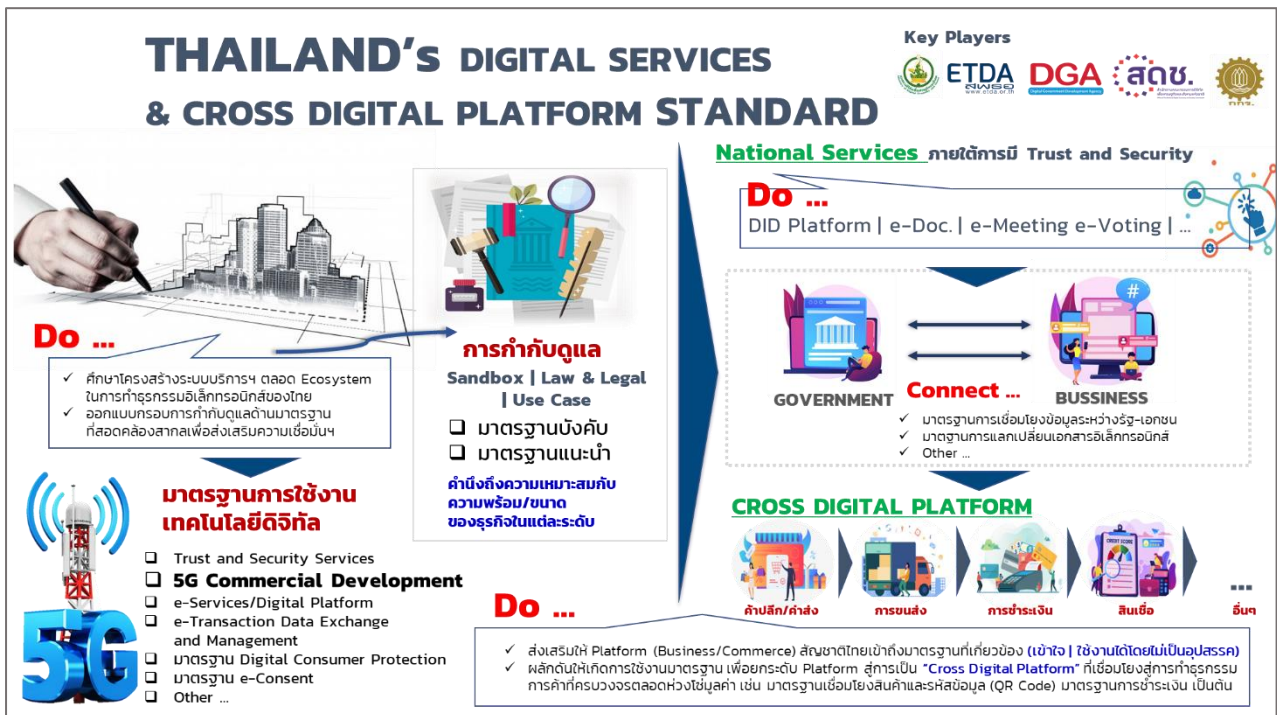 THAILAND's DIGITAL SERVICES
& CROSS DIGITAL PLATFORM STANDARD
Key Players
ETDA
สพธอ
www.etda.or.th
DGA
Digital Government Development Agency
สดช.
กกร.
Do ...
✓ ศึกษาโครงสร้างระบบบริการฯ ตลอด Ecosystem
ในการทำธุรกรรมอิเล็กทรอนิกส์ของไทย
✓ ออกแบบกรอบการกำกับดูแลด้านมาตรฐาน
ที่สอดคล้องสากลเพื่อส่งเสริมความเชื่อมั่นฯ
มาตรฐานการใช้งาน
เทคโนโลยีดิจิทัล
❑ Trust and Security Services
❑ 5G Commercial Development
❑ e-Services/Digital Platform
❑ e-Transaction Data Exchange
and Management
❑ มาตรฐาน Digital Consumer Protection
❑ มาตรฐาน e-Consent
❑ Other ...
5G
การกำกับดูแล
Sandbox | Law & Legal
| Use Case
❑ มาตรฐานบังคับ
❑ มาตรฐานแนะนำ
คำนึงถึงความเหมาะสมกับ
ความพร้อม/ขนาด
ของธุรกิจในแต่ละระดับ
National Services ภายใต้การมี Trust and Security
Do ...
DID Platform | e-Doc. | e-Meeting e-Voting | ...
#
GOVERNMENT
Connect ...
BUSSINESS
✓ มาตรฐานการเชื่อมโยงข้อมูลระหว่างรัฐ-เอกชน
✓ มาตฐานการแลกเปลี่ยนเอกสารอิเล็กทรอนิกส์
✓ Other ...
CROSS DIGITAL PLATFORM
CREDIT SCORE
ค้าปลีก/ค่าส่ง
การขนส่ง
การชำระเงิน
สินเชื่อ
...
อื่นๆ
Do ...
✓ ส่งเสริมให้ Platform (Business/Commerce) สัญชาติไทยเข้าถึงมาตรฐานที่เกี่ยวข้อง (เข้าใจ | ใช้งานได้โดยไม่เป็นอุปสรรค)
✓ ผลักดันให้เกิดการใช้งานมาตรฐาน เพื่อยกระดับ Platform สู่การเป็น "Cross Digital Platform" ที่เชื่อมโยงสู่การทำธุรกรรม
การค้าที่ครบวงจรตลอดห่วงโซ่มูลค่า เช่น มาตรฐานเชื่อมโยงสินค้าและรหัสข้อมูล (QR Code) มาตรฐานการชำระเงิน เป็นต้น